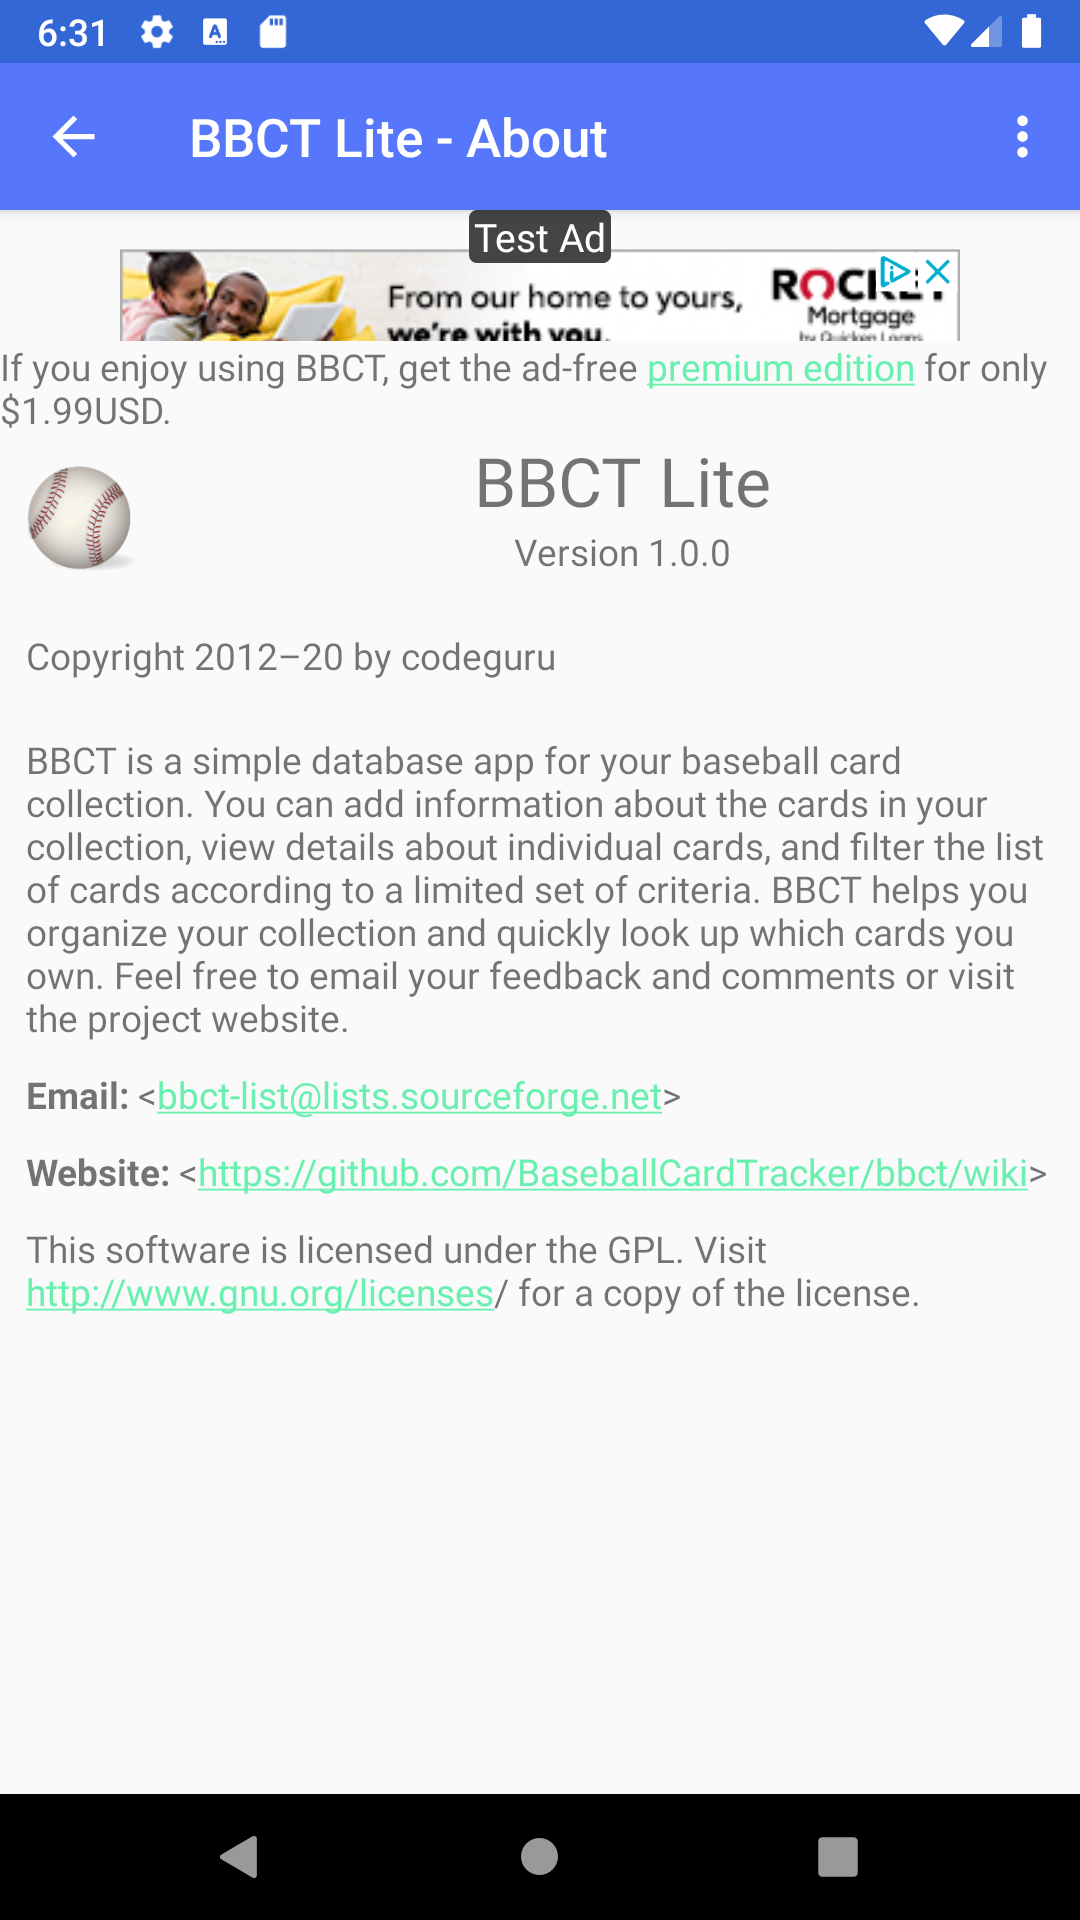 6:31
BBCT Lite - About
Test Ad
From our home to yours,
we're with you.
Mortgage
by Quicken Loans
If you enjoy using BBCT, get the ad-free premium edition for only
$1.99USD.
BBCT Lite
Version 1.0.0
Copyright 2012–20 by codeguru
BBCT is a simple database app for your baseball card
collection. You can add information about the cards in your
collection, view details about individual cards, and filter the list
of cards according to a limited set of criteria. BBCT helps you
organize your collection and quickly look up which cards you
own. Feel free to email your feedback and comments or visit
the project website.
Email: <bbct-list@lists.sourceforge.net>
Website: <https://github.com/BaseballCardTracker/bbct/wiki>
This software is licensed under the GPL. Visit
http://www.gnu.org/licenses/ for a copy of the license.